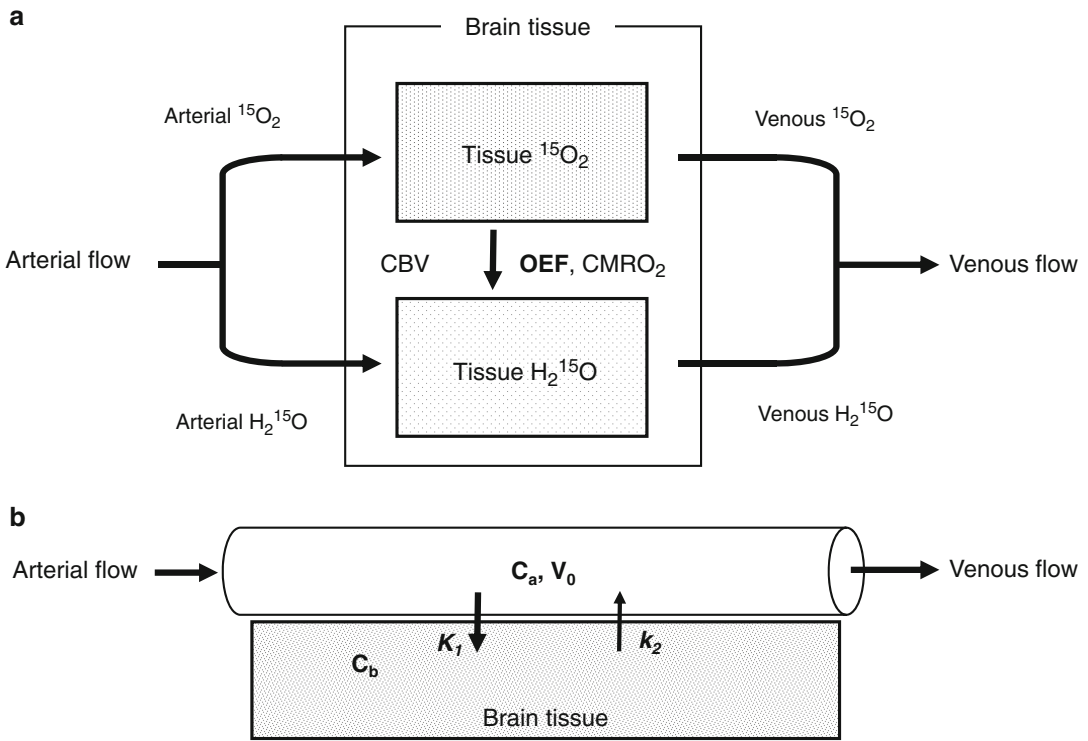 a
Brain tissue
Arterial ¹⁵O₂
Venous ¹⁵O₂
Tissue ¹⁵O₂
Arterial flow
CBV
OEF, CMRO₂
Venous flow
Tissue H₂¹⁵O
Arterial H₂¹⁵O
Venous H₂¹⁵O
b
Arterial flow
Cₐ, V₀
Venous flow
K₁
k₂
C_b
Brain tissue